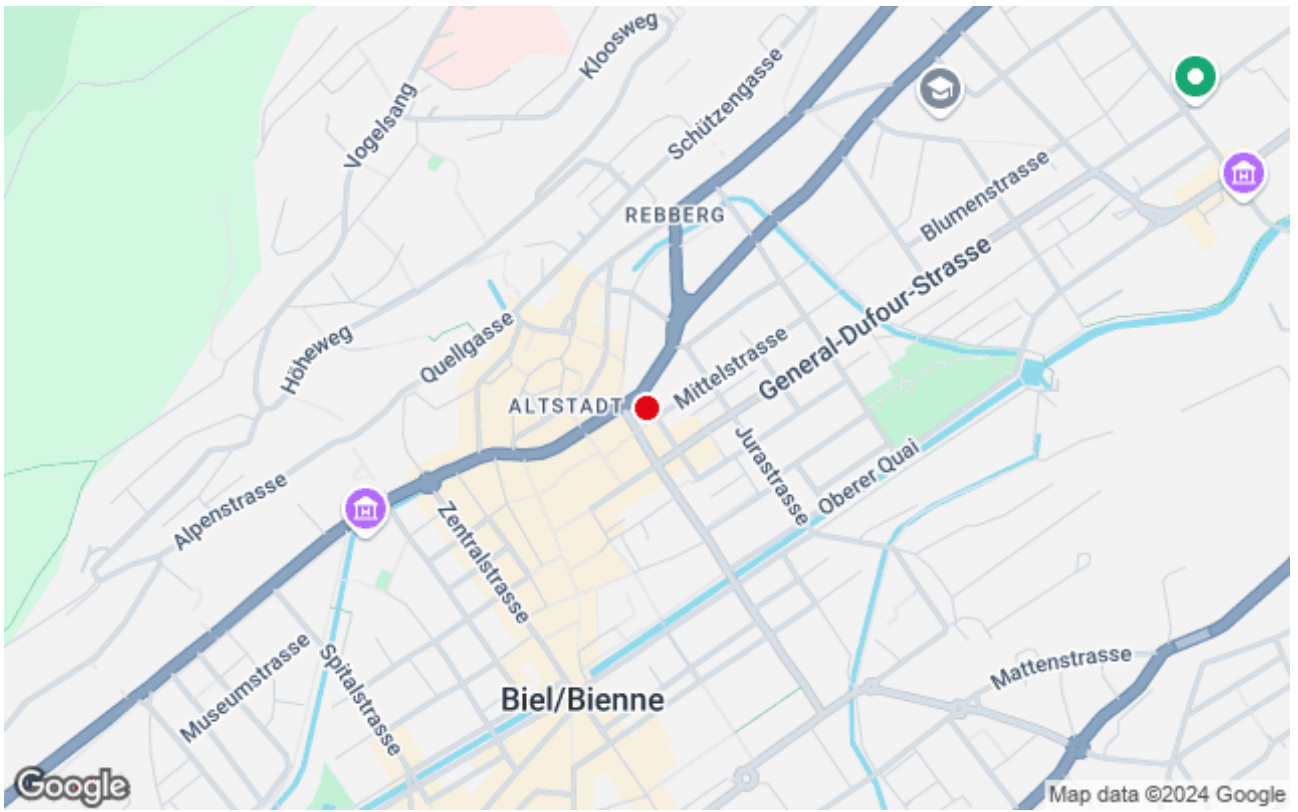 Kloosweg
Vogelsang
Schützengasse
REBBERG
Blumenstrasse
General-Dufour-Strasse
Höheweg
Quellgasse
Mittelstrasse
ALTSTADT
Jurastrasse
Oberer Quai
Alpenstrasse
Zentralstrasse
Museumstrasse
Spitalstrasse
Mattenstrasse
Biel/Bienne
Google
Map data ©2024 Google